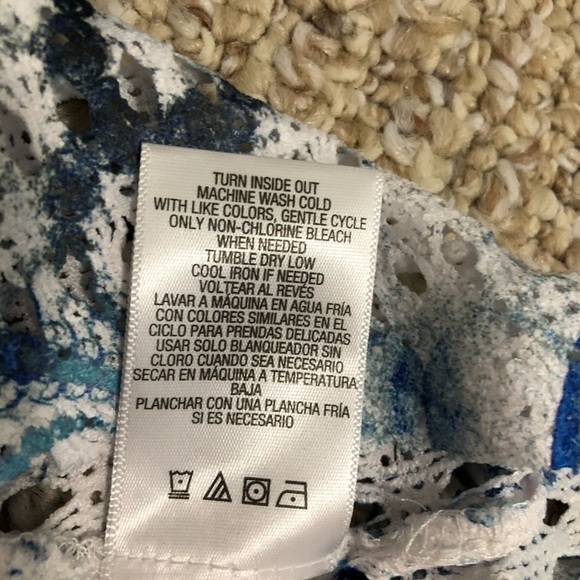 TURN INSIDE OUT
MACHINE WASH COLD
WITH LIKE COLORS, GENTLE CYCLE
ONLY NON-CHLORINE BLEACH
WHEN NEEDED
TUMBLE DRY LOW
COOL IRON IF NEEDED
VOLTEAR AL REVÉS
LAVAR A MÁQUINA EN AGUA FRÍA
CON COLORES SIMILARES EN EL
CICLO PARA PRENDAS DELICADAS
USAR SOLO BLANQUEADOR SIN
CLORO CUANDO SEA NECESARIO
SECAR EN MÁQUINA A TEMPERATURA
BAJA
PLANCHAR CON UNA PLANCHA FRÍA
SI ES NECESARIO